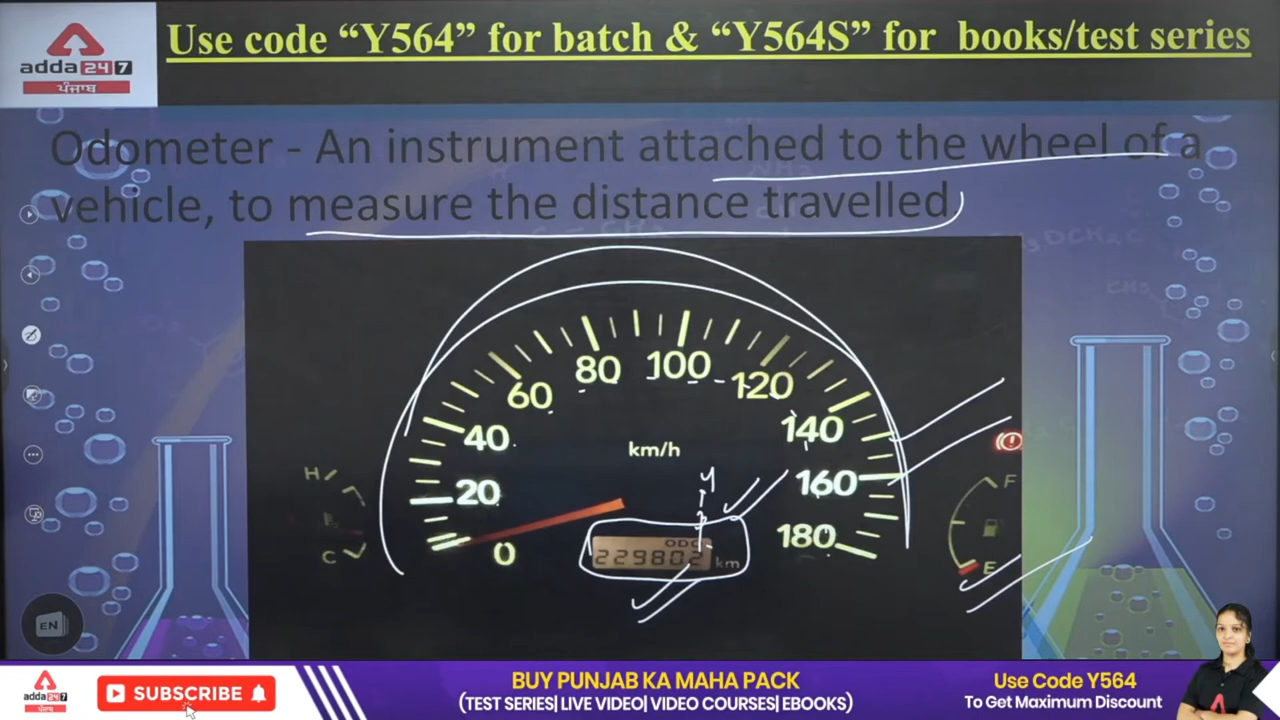 Use code “Y564” for batch & “Y564S” for books/test series
adda 247
ਪੰਜਾਬ
Odometer - An instrument attached to the wheel of a
vehicle, to measure the distance travelled
0
20
40
60
80
100
120
140
160
180
km/h
H
C
F
E
ODO
229802 km
EN
adda 247
SUBSCRIBE
BUY PUNJAB KA MAHA PACK
(TEST SERIES| LIVE VIDEO| VIDEO COURSES| EBOOKS)
Use Code Y564
To Get Maximum Discount